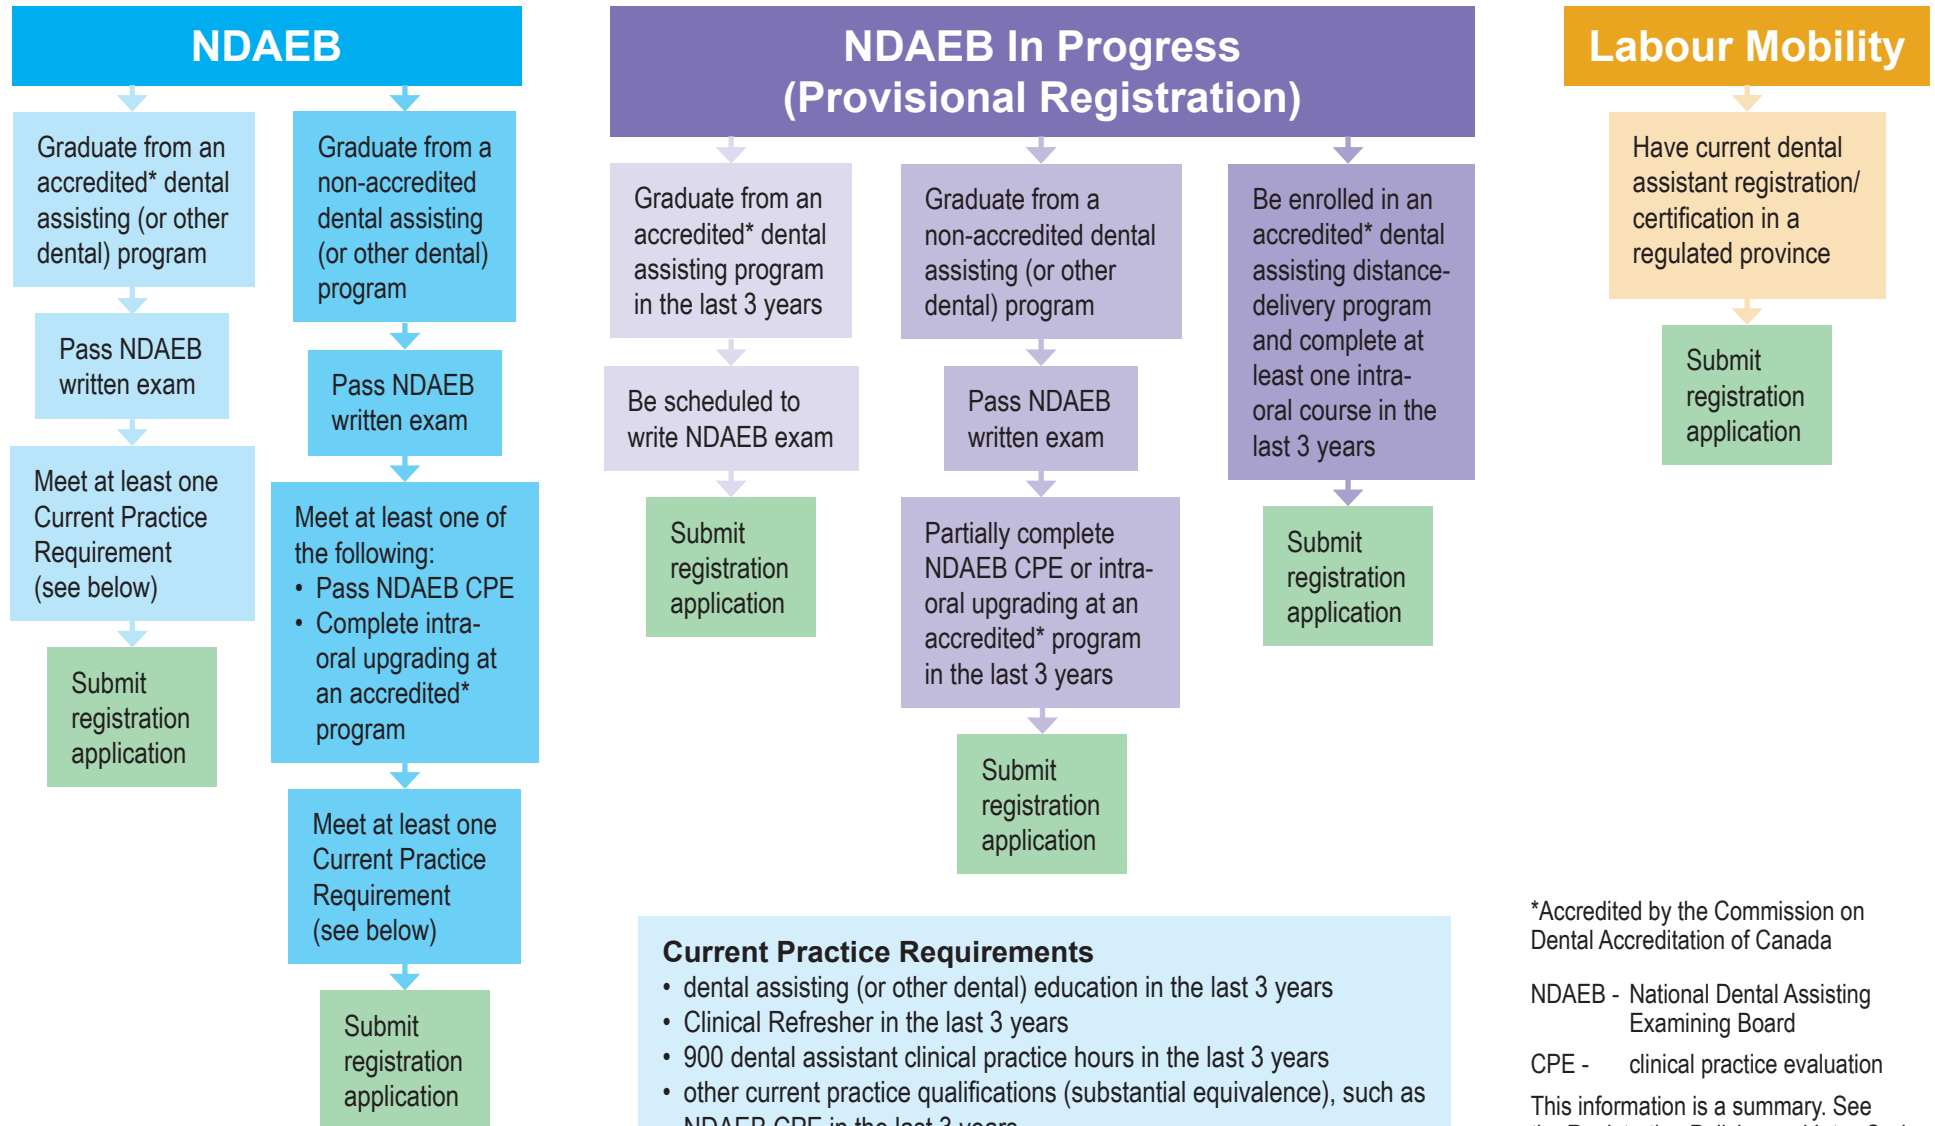 NDAEB
Graduate from an
accredited* dental
assisting (or other
dental) program
Pass NDAEB
written exam
Meet at least one
Current Practice
Requirement
(see below)
Submit
registration
application
Graduate from a
non-accredited
dental assisting
(or other dental)
program
Pass NDAEB
written exam
Meet at least one of
the following:
• Pass NDAEB CPE
• Complete intra-
oral upgrading at
an accredited*
program
Meet at least one
Current Practice
Requirement
(see below)
Submit
registration
application
NDAEB In Progress
(Provisional Registration)
Graduate from an
accredited* dental
assisting program
in the last 3 years
Be scheduled to
write NDAEB exam
Submit
registration
application
Graduate from a
non-accredited dental
assisting (or other
dental) program
Pass NDAEB
written exam
Partially complete
NDAEB CPE or intra-
oral upgrading at an
accredited* program
in the last 3 years
Submit
registration
application
Be enrolled in an
accredited* dental
assisting distance-
delivery program
and complete at
least one intra-
oral course in the
last 3 years
Submit
registration
application
Labour Mobility
Have current dental
assistant registration/
certification in a
regulated province
Submit
registration
application
Current Practice Requirements
• dental assisting (or other dental) education in the last 3 years
• Clinical Refresher in the last 3 years
• 900 dental assistant clinical practice hours in the last 3 years
• other current practice qualifications (substantial equivalence), such as
NDAEB CPE in the last 3 years
*Accredited by the Commission on
Dental Accreditation of Canada
NDAEB - National Dental Assisting
Examining Board
CPE - clinical practice evaluation
This information is a summary. See
the Registration